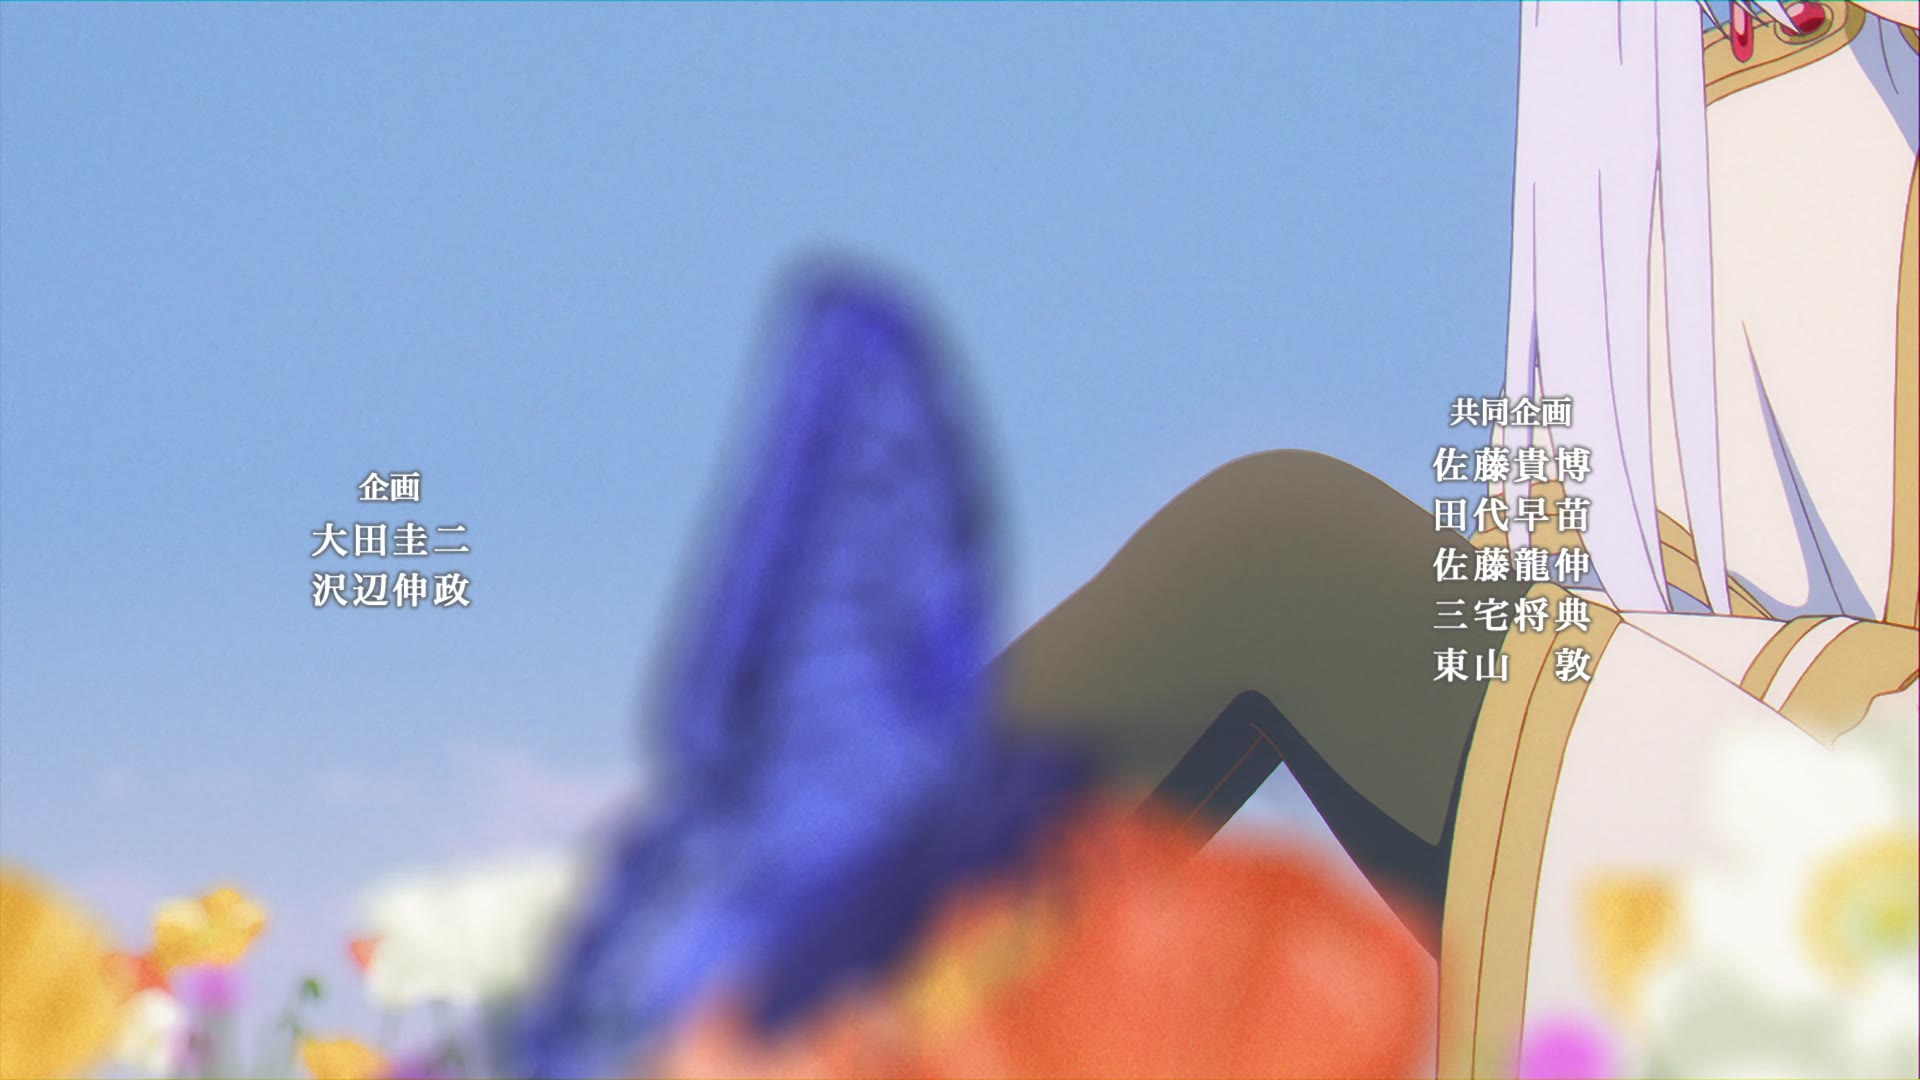 企画
大田圭二
沢辺伸政
共同企画
佐藤貴博
田代早苗
佐藤龍伸
三宅将典
東山　敦